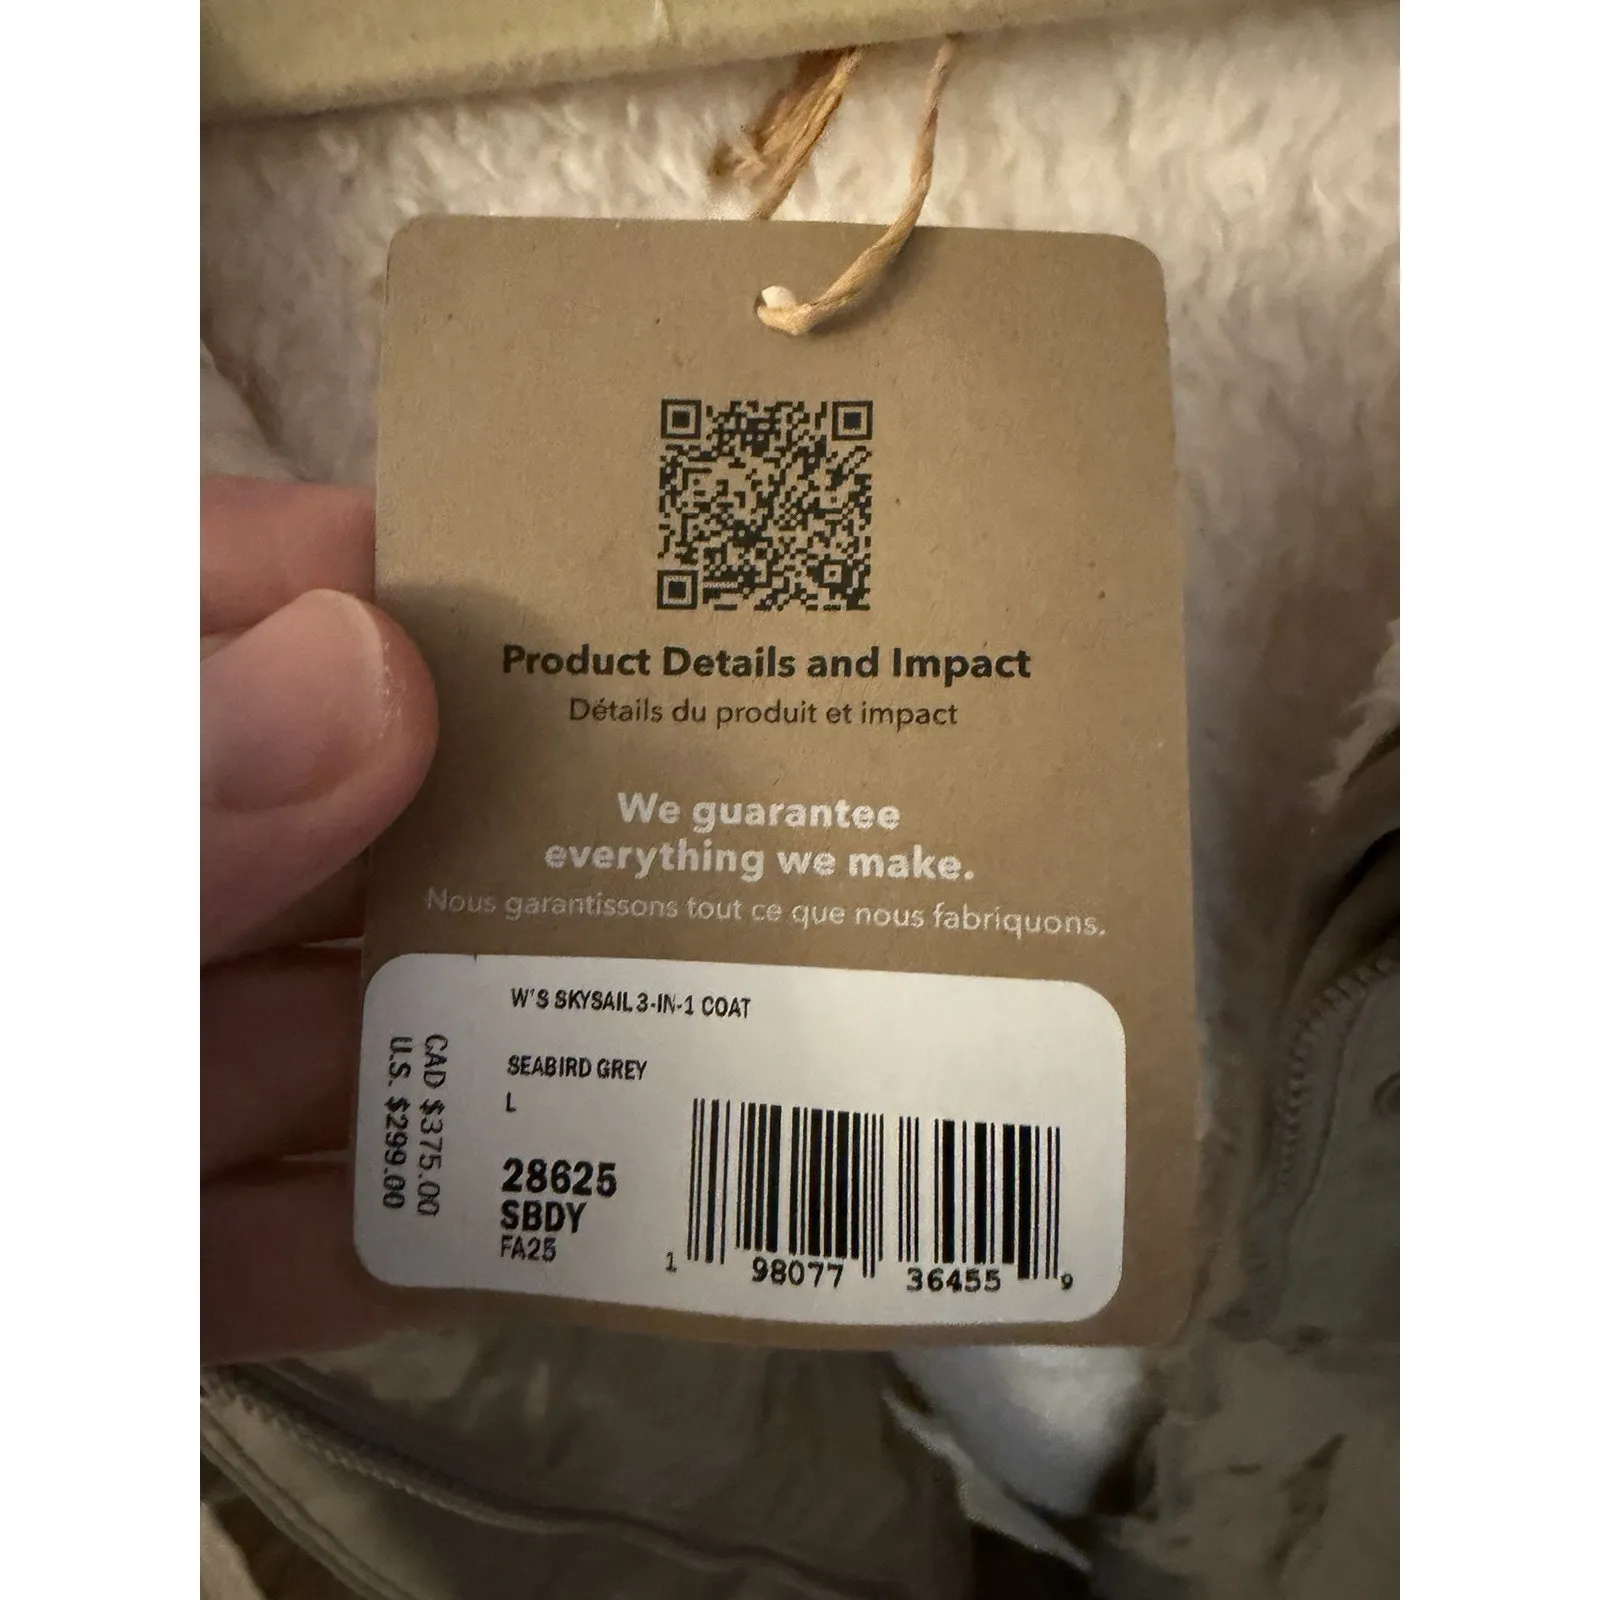 Product Details and Impact
Détails du produit et impact
We guarantee
everything we make.
Nous garantissons tout ce que nous fabriquons.
W'S SKYSAIL 3-IN-1 COAT
SEABIRD GREY
L
28625
SBDY
FA25
CAD $375.00
U.S. $299.00
1 98077 36455 9